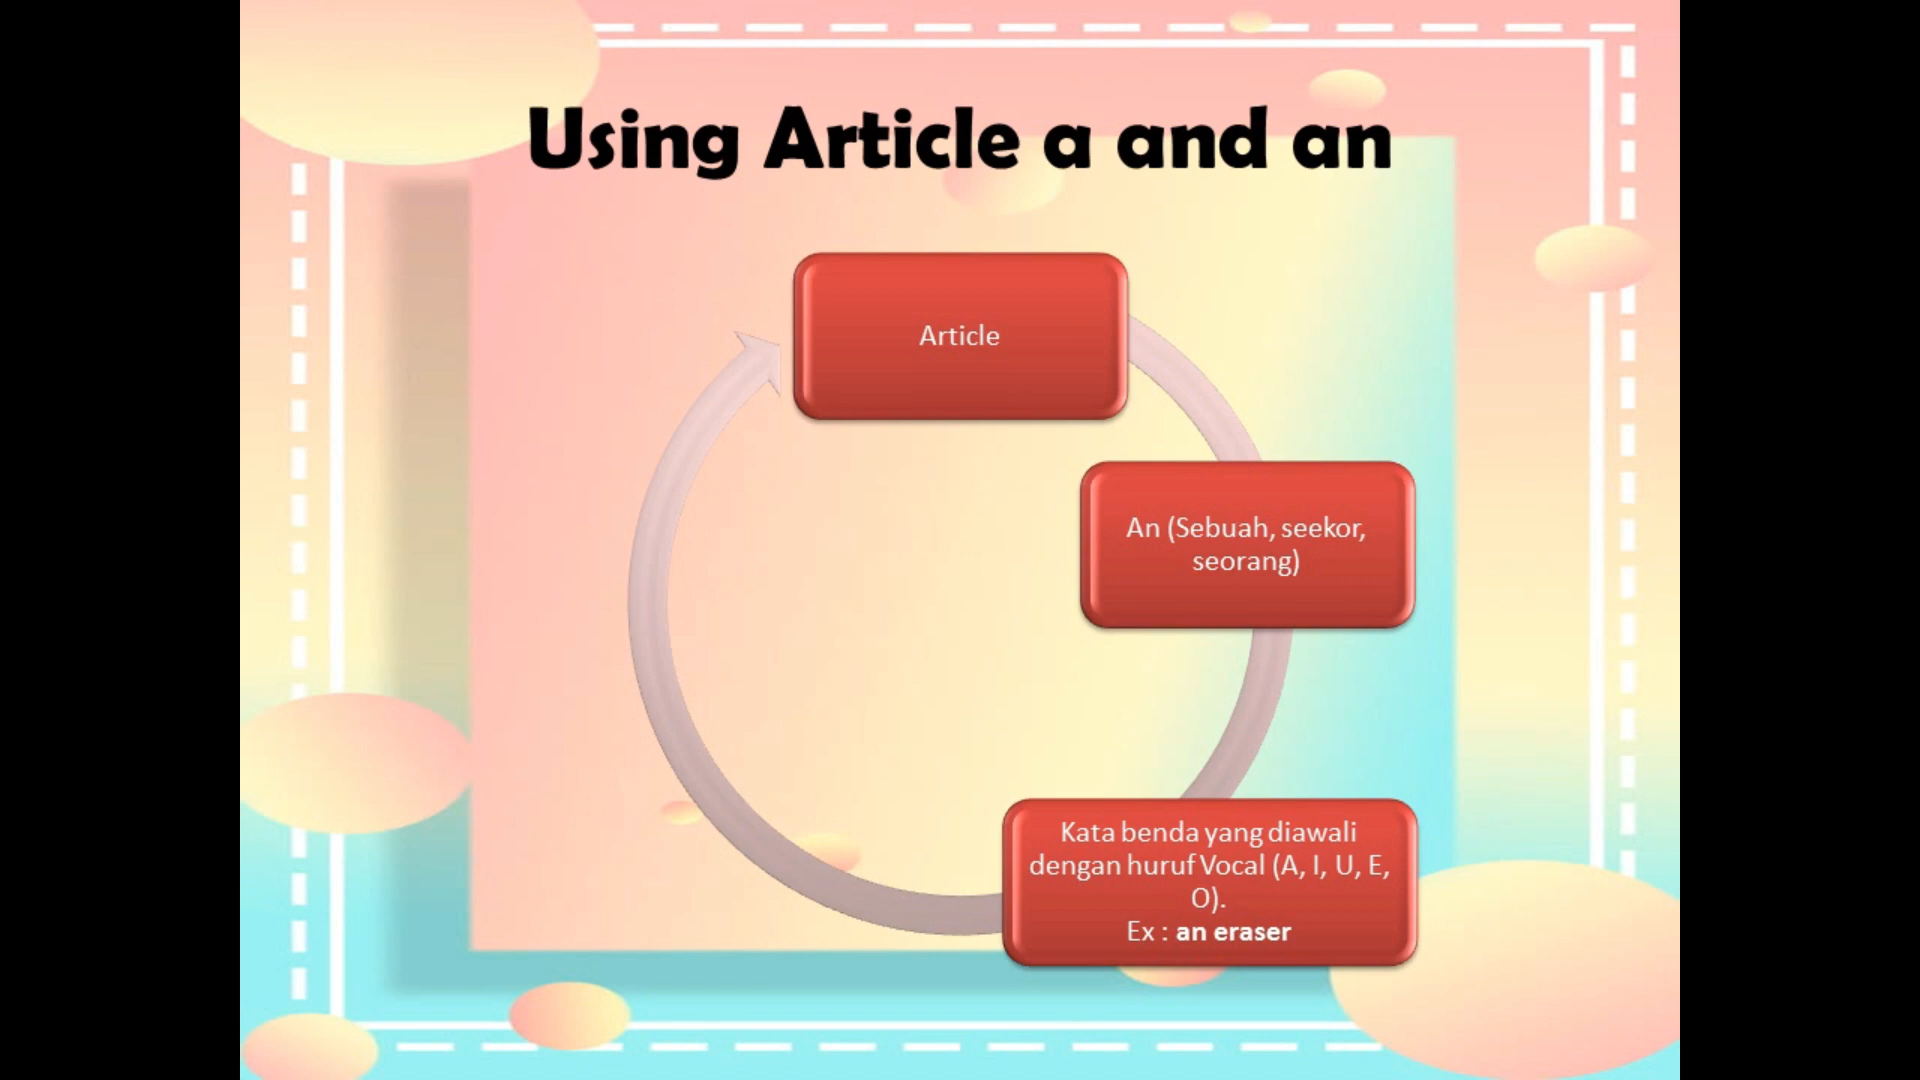 Using Article a and an
Article
An (Sebuah, seekor,
seorang)
Kata benda yang diawali
dengan huruf Vocal (A, I, U, E,
O).
Ex : an eraser